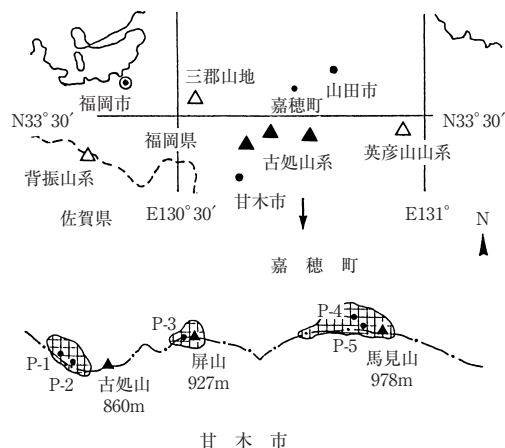 三郡山地
山田市
福岡市
嘉穂町
N33°30′
N33°30′
福岡県
古処山系
英彦山山系
背振山系
甘木市
佐賀県
E130°30′
E131°
N
嘉穂町
P-4
P-3
P-1
P-5
P-2
古処山
860m
屏山
927m
馬見山
978m
甘木市